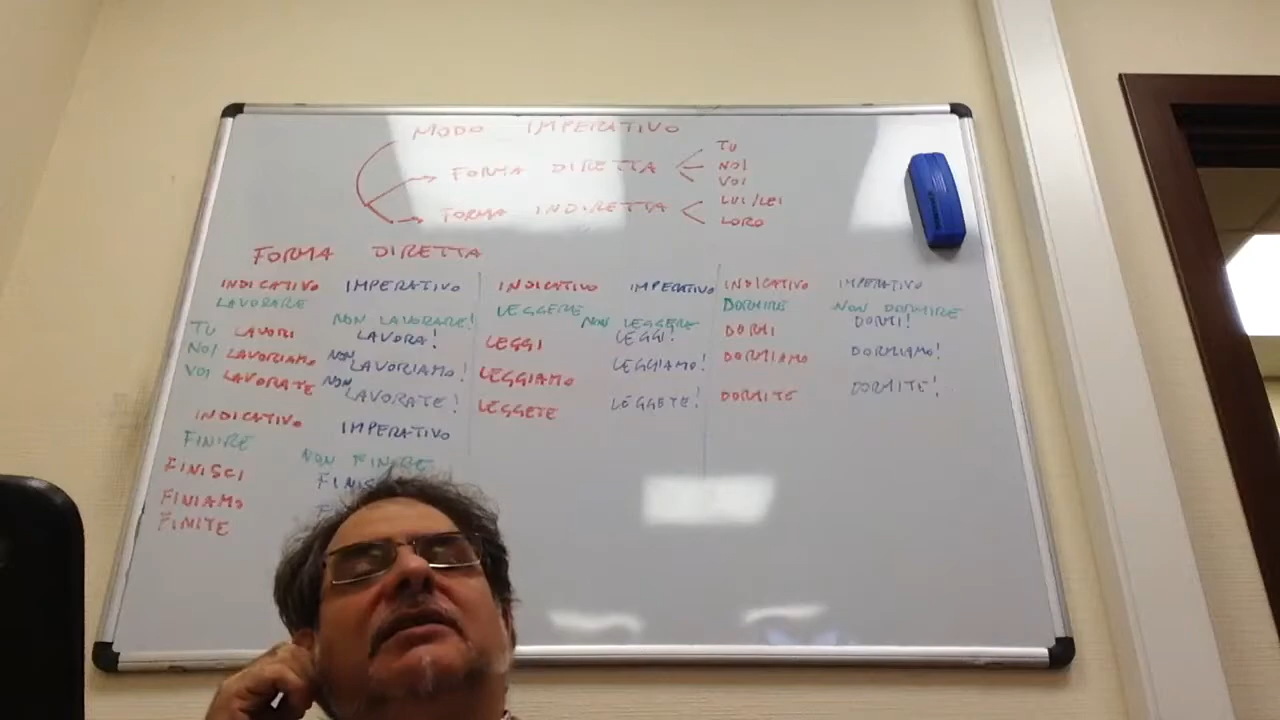 MODO IMPERATIVO
FORMA DIRETTA
TU
NOI
VOI
FORMA INDIRETTA
LUI/LEI
LORO
FORMA DIRETTA
INDICATIVO IMPERATIVO INDICATIVO IMPERATIVO INDICATIVO IMPERATIVO
LAVORARE NON LAVORARE! LEGGERE NON LEGGERE DORMIRE NON DORMIRE
TU LAVORI LAVORA! LEGGI LEGGI! DORMI DORMI!
NOI LAVORIAMO NON LAVORIAMO! LEGGIAMO LEGGIAMO! DORMIAMO DORMIAMO!
VOI LAVORATE NON LAVORATE! LEGGETE LEGGETE! DORMITE DORMITE!
INDICATIVO IMPERATIVO
FINIRE NON FINIRE
FINISCI
FINIAMO
FINITE